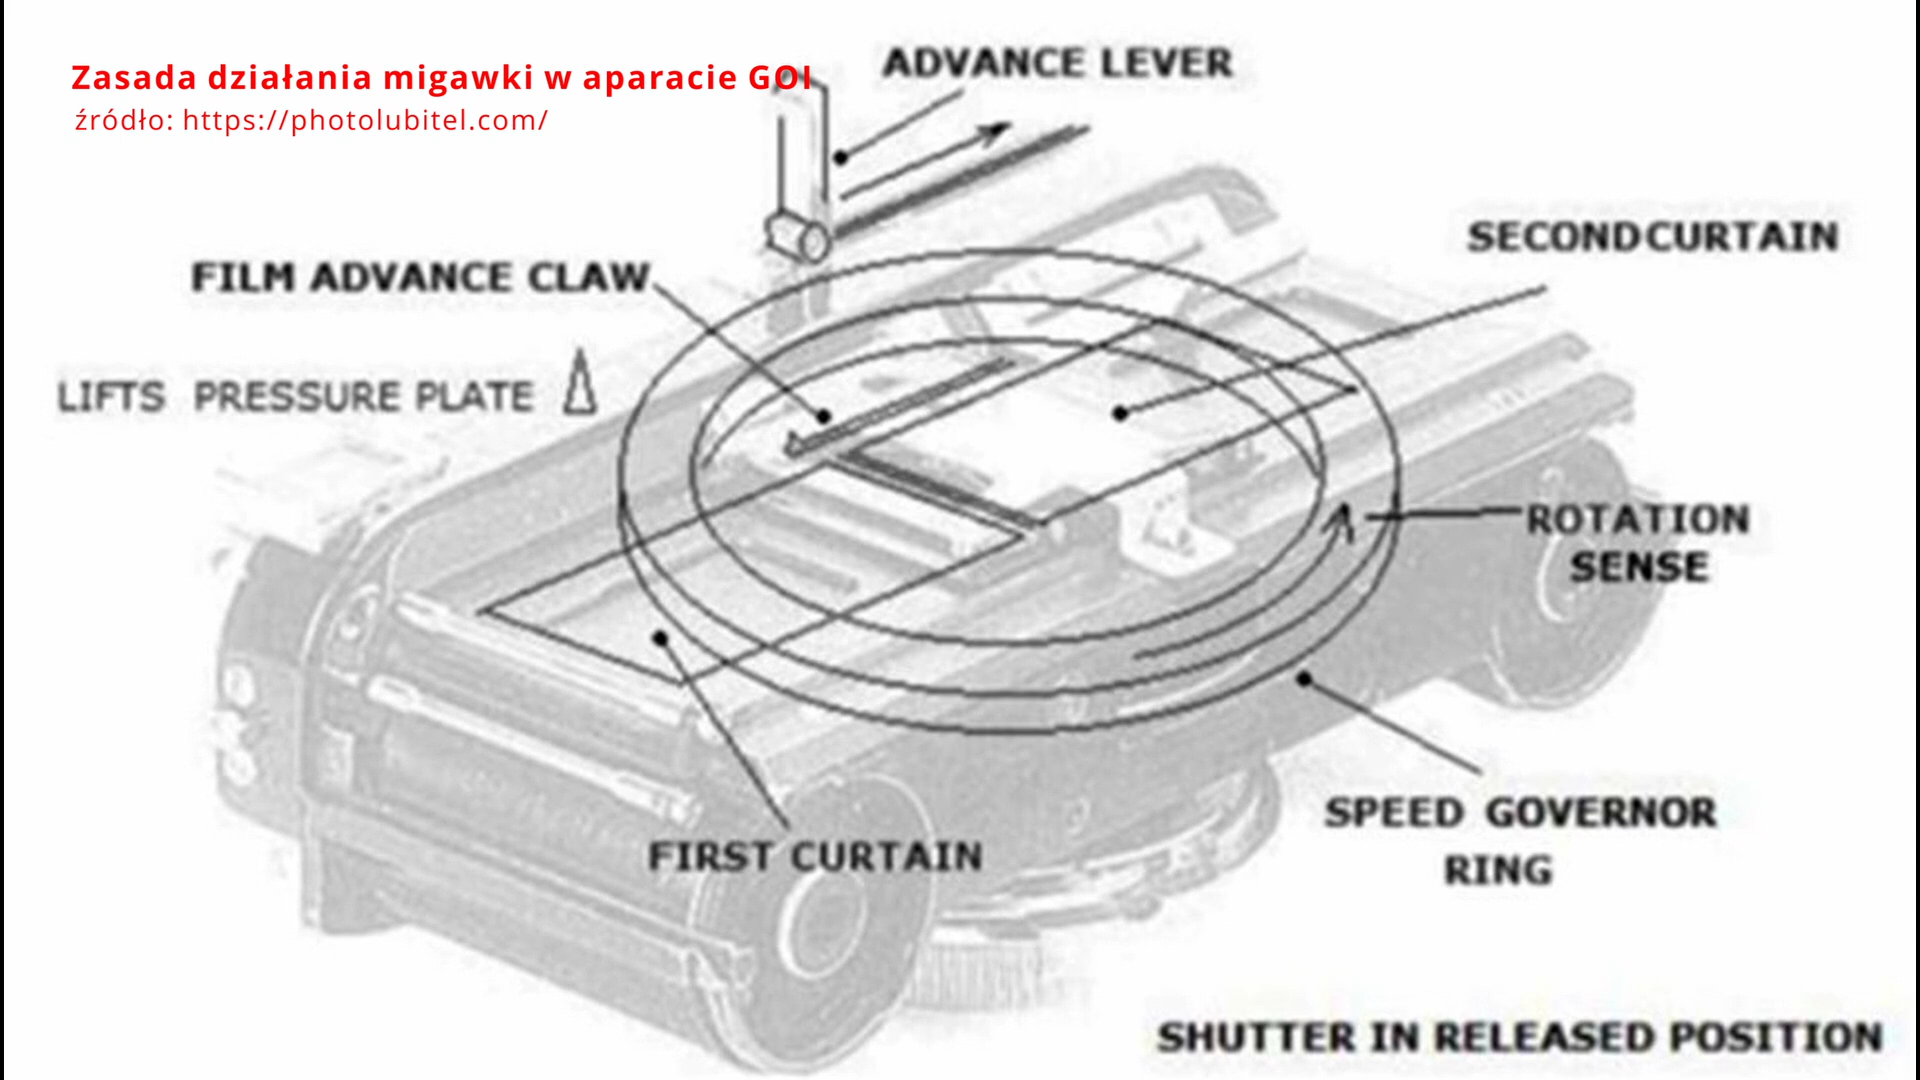 Zasada działania migawki w aparacie GOI
źródło: https://photolubitel.com/
ADVANCE LEVER
SECONDCURTAIN
FILM ADVANCE CLAW
LIFTS PRESSURE PLATE
ROTATION
SENSE
SPEED GOVERNOR
RING
FIRST CURTAIN
SHUTTER IN RELEASED POSITION